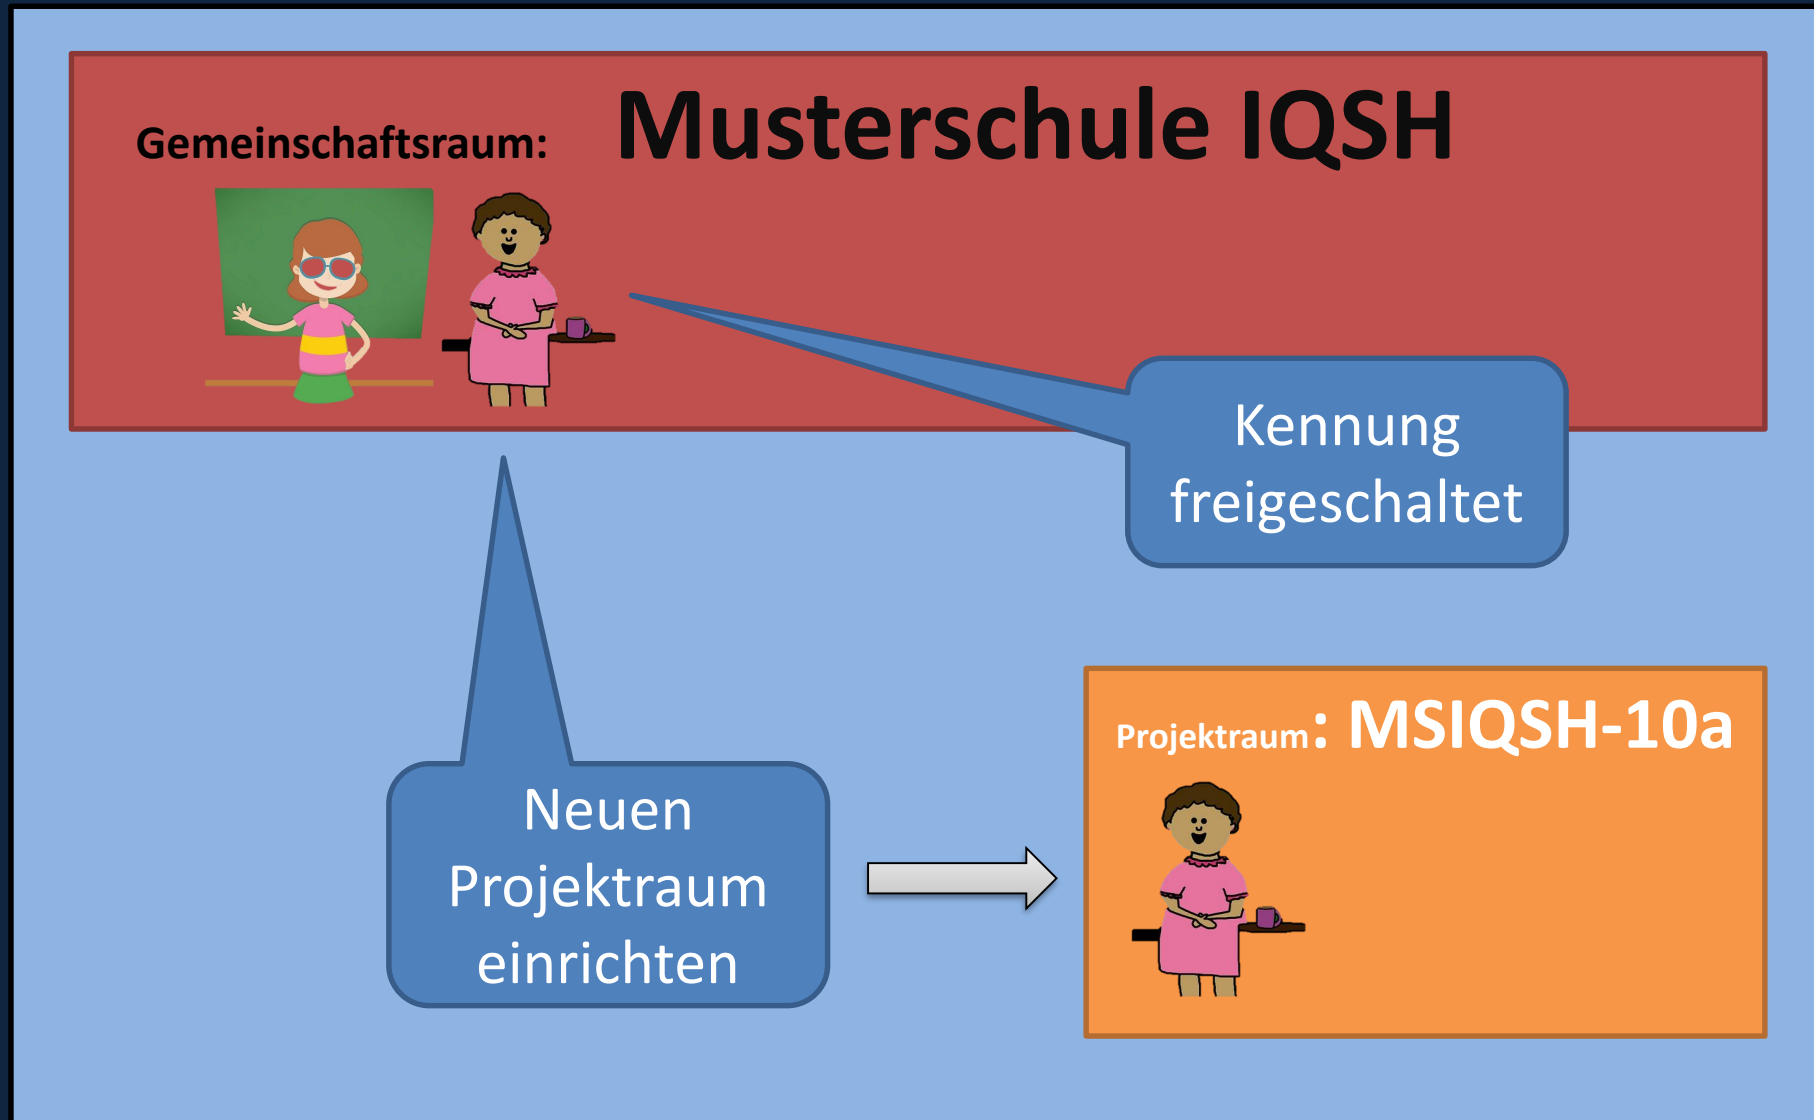 Gemeinschaftsraum: Musterschule IQSH
Kennung
freigeschaltet
Projektraum: MSIQSH-10a
Neuen
Projektraum
einrichten